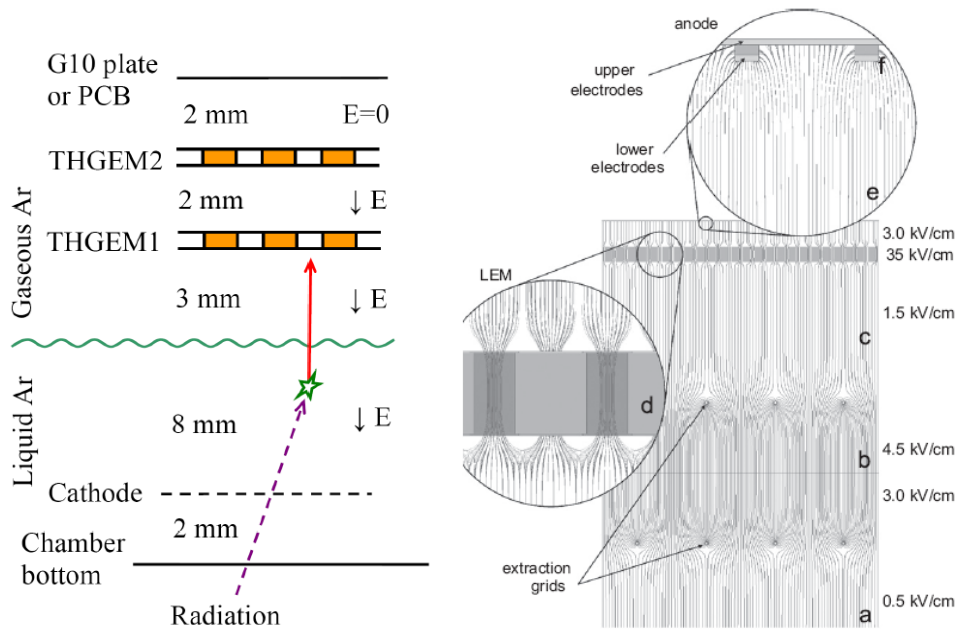 G10 plate
or PCB
2 mm
E=0
THGEM2
2 mm
↓ E
THGEM1
3 mm
↓ E
Gaseous Ar
Liquid Ar
8 mm
↓ E
Cathode
2 mm
Chamber
bottom
Radiation
anode
upper
electrodes
f
lower
electrodes
e
3.0 kV/cm
35 kV/cm
LEM
1.5 kV/cm
c
d
4.5 kV/cm
b
3.0 kV/cm
extraction
grids
0.5 kV/cm
a